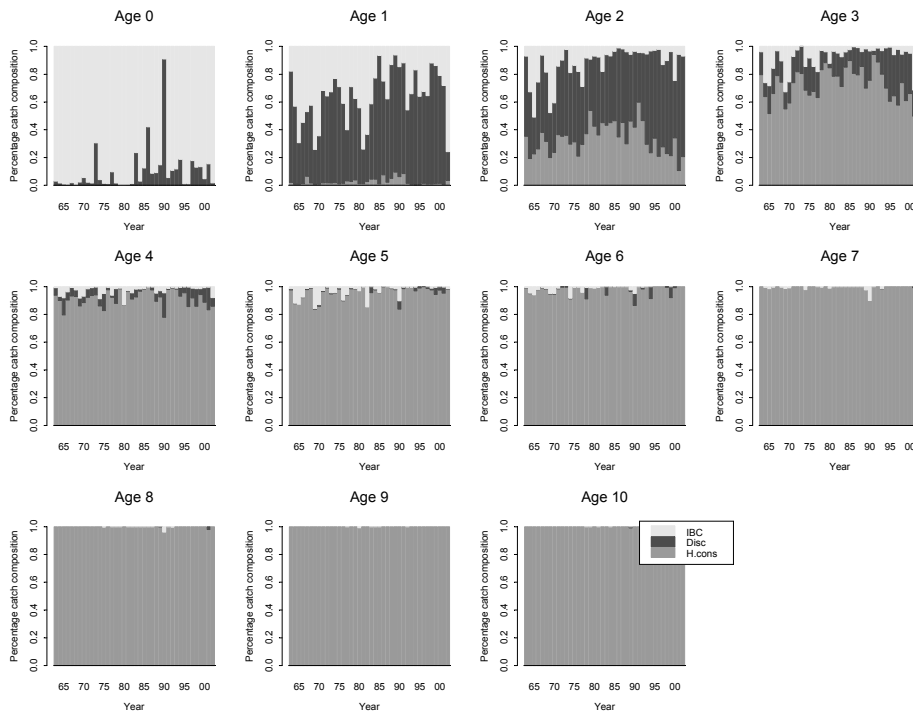 Age 0
Age 1
Age 2
Age 3
Percentage catch composition
0.0 0.2 0.4 0.6 0.8 1.0
65 70 75 80 85 90 95 00
Year
Percentage catch composition
0.0 0.2 0.4 0.6 0.8 1.0
65 70 75 80 85 90 95 00
Year
Percentage catch composition
0.0 0.2 0.4 0.6 0.8 1.0
65 70 75 80 85 90 95 00
Year
Percentage catch composition
0.0 0.2 0.4 0.6 0.8 1.0
65 70 75 80 85 90 95 00
Year
Age 4
Age 5
Age 6
Age 7
Percentage catch composition
0.0 0.2 0.4 0.6 0.8 1.0
65 70 75 80 85 90 95 00
Year
Percentage catch composition
0.0 0.2 0.4 0.6 0.8 1.0
65 70 75 80 85 90 95 00
Year
Percentage catch composition
0.0 0.2 0.4 0.6 0.8 1.0
65 70 75 80 85 90 95 00
Year
Percentage catch composition
0.0 0.2 0.4 0.6 0.8 1.0
65 70 75 80 85 90 95 00
Year
Age 8
Age 9
Age 10
Percentage catch composition
0.0 0.2 0.4 0.6 0.8 1.0
65 70 75 80 85 90 95 00
Year
Percentage catch composition
0.0 0.2 0.4 0.6 0.8 1.0
65 70 75 80 85 90 95 00
Year
Percentage catch composition
0.0 0.2 0.4 0.6 0.8 1.0
65 70 75 80 85 90 95 00
Year
IBC
Disc
H.cons